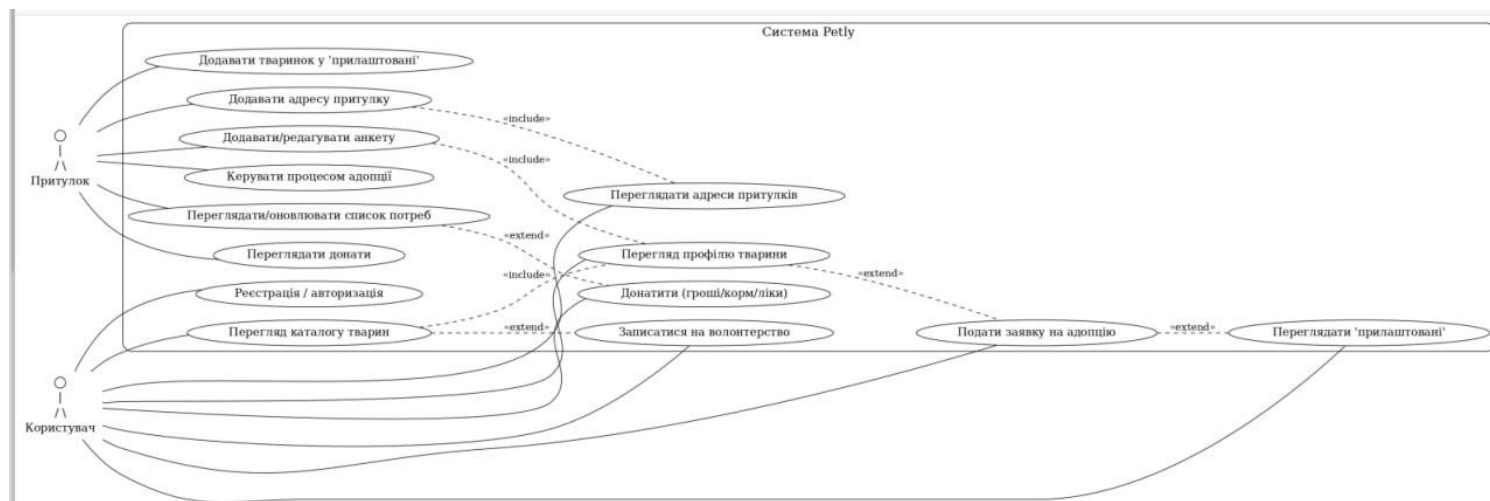 Система Petly
Додавати тваринок у 'прилаштовані'
Додавати адресу притулку
«include»
Додавати/редагувати анкету
«include»
Притулок
Керувати процесом адопції
Переглядати адреси притулків
Переглядати/оновлювати список потреб
«extend»
Переглядати донати
Перегляд профілю тварини
«include»
«extend»
Реєстрація / авторизація
Донатити (гроші/корм/ліки)
Перегляд каталогу тварин
«extend»
Записатися на волонтерство
Подати заявку на адопцію
«extend»
Переглядати 'прилаштовані'
Користувач